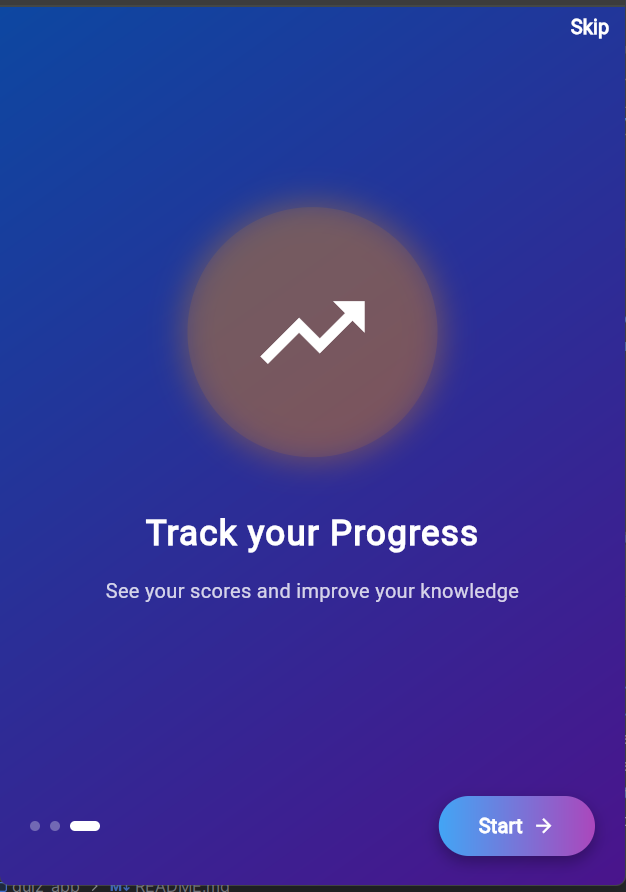 Skip
Track your Progress
See your scores and improve your knowledge
Start
quiz_app > M↓ README.md